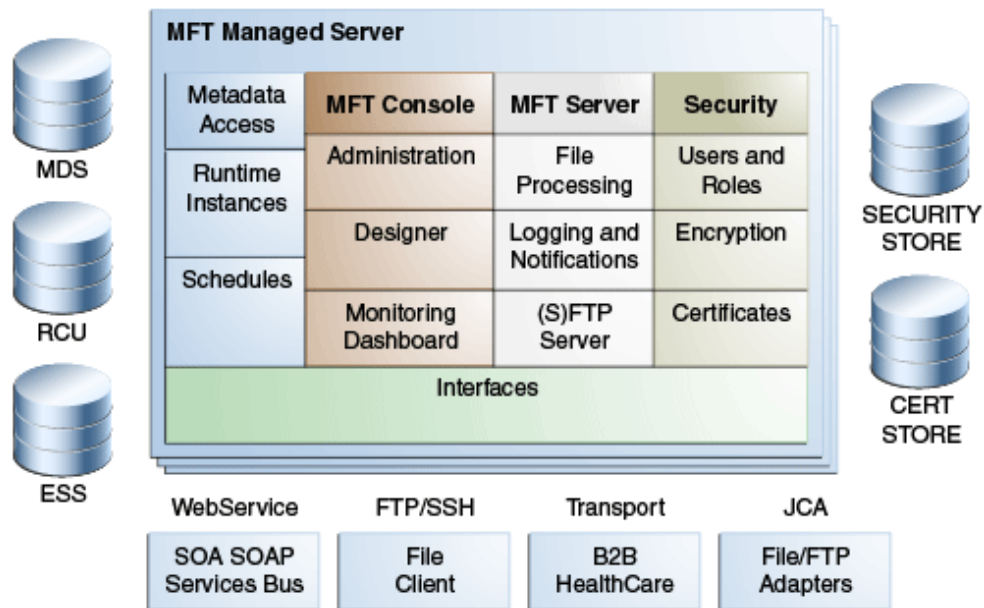 MFT Managed Server
MDS
RCU
ESS
Metadata
Access
Runtime
Instances
Schedules
MFT Console
Administration
Designer
Monitoring
Dashboard
MFT Server
File
Processing
Logging and
Notifications
(S)FTP
Server
Security
Users and
Roles
Encryption
Certificates
Interfaces
SECURITY
STORE
CERT
STORE
WebService
SOA SOAP
Services Bus
FTP/SSH
File
Client
Transport
B2B
HealthCare
JCA
File/FTP
Adapters